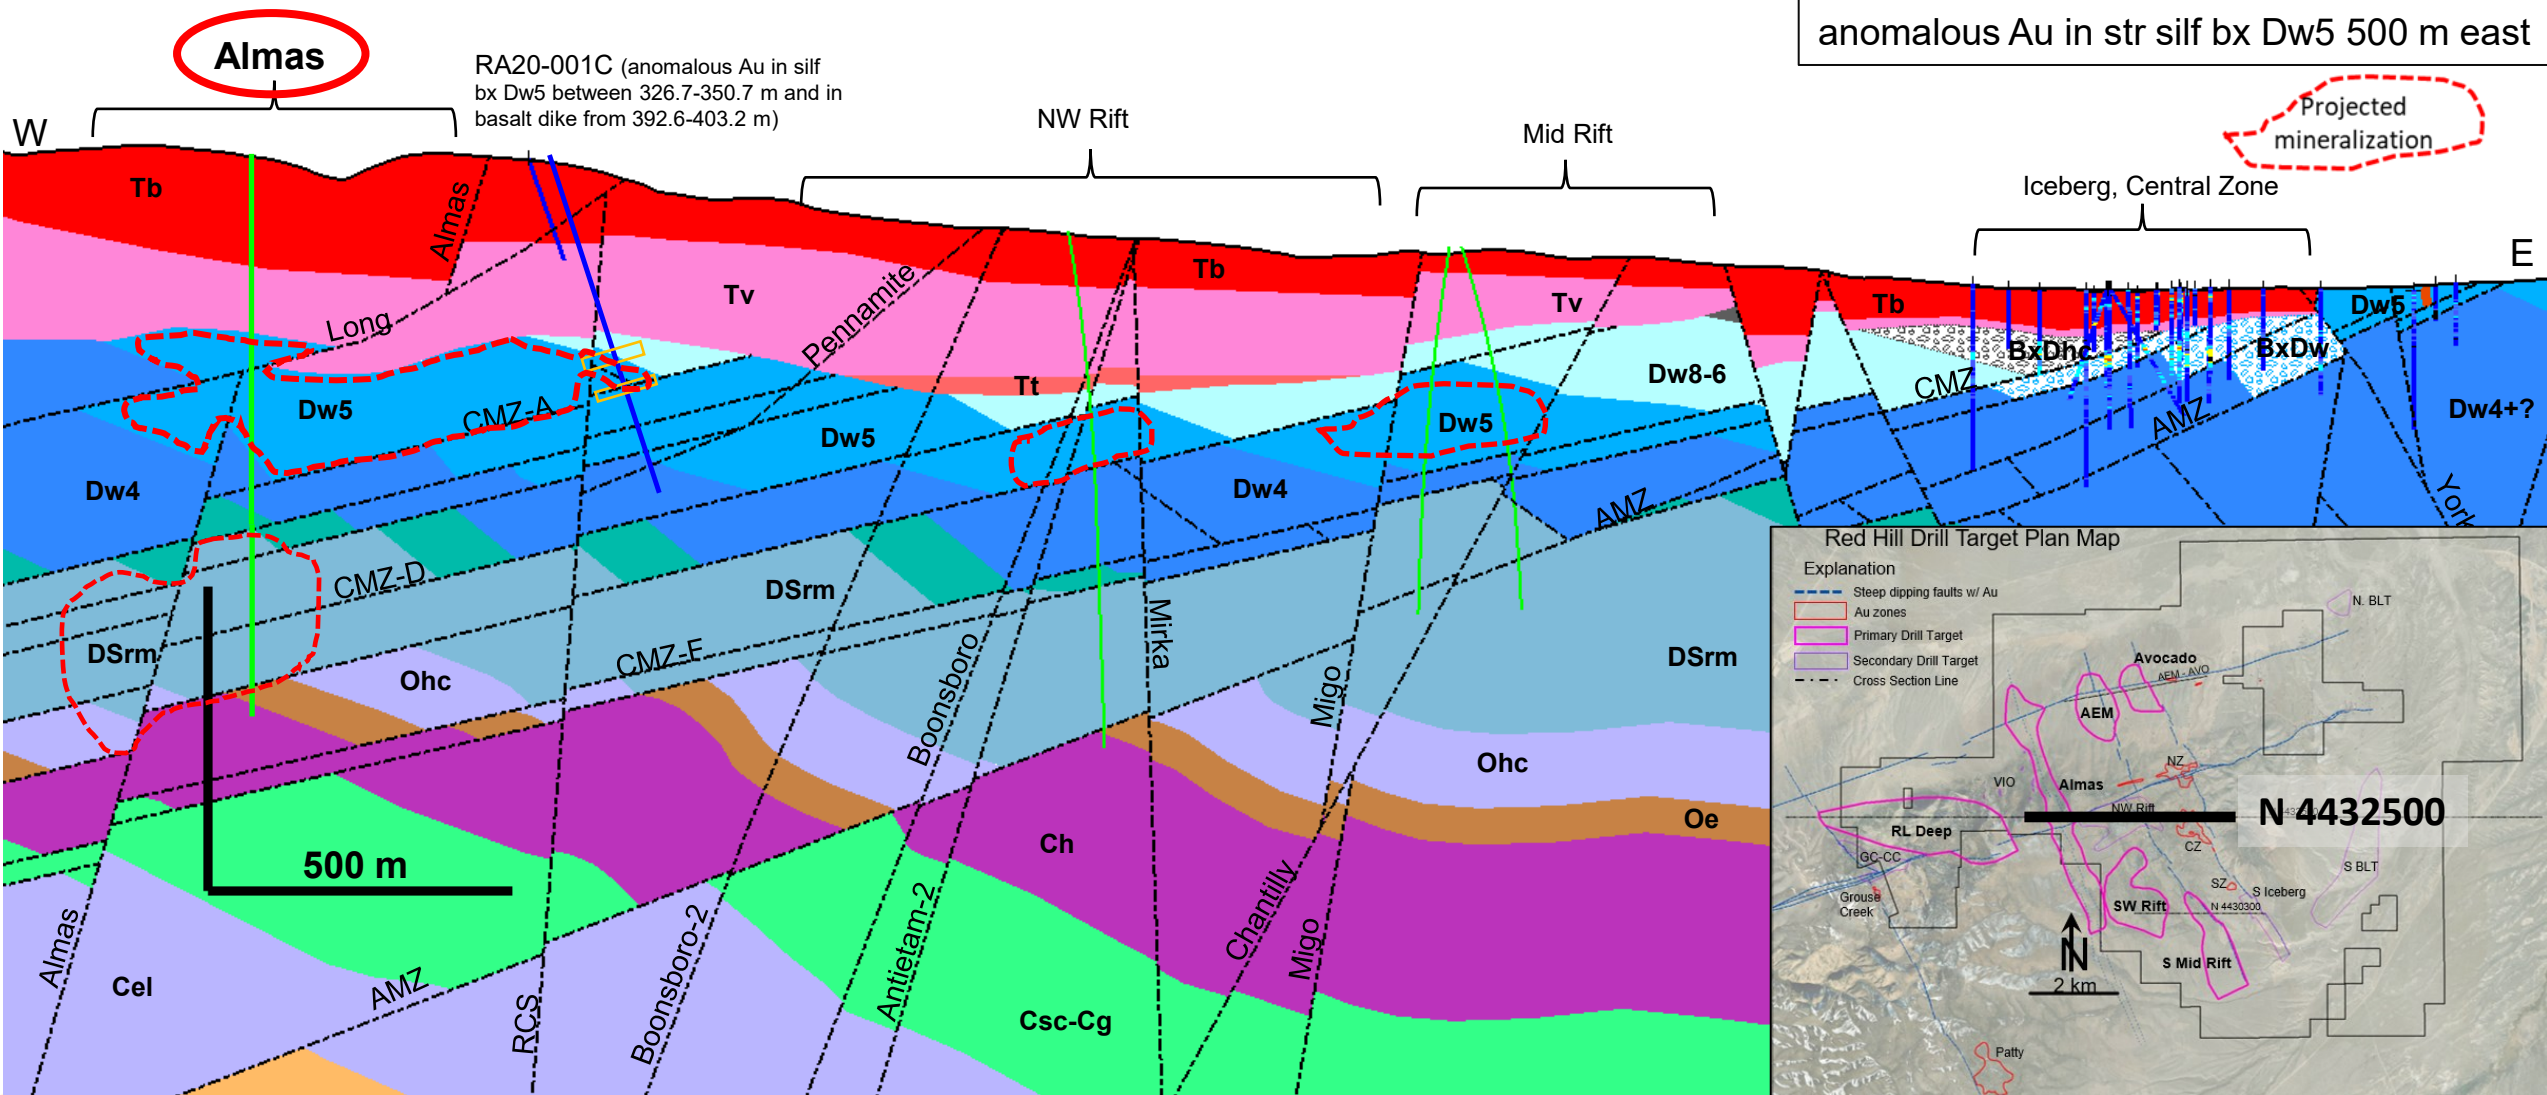 anomalous Au in str silf bx Dw5 500 m east
Almas
RA20-001C (anomalous Au in silf
bx Dw5 between 326.7-350.7 m and in
basalt dike from 392.6-403.2 m)
Projected
mineralization
NW Rift
Mid Rift
Iceberg, Central Zone
W
E
Tb
Almas
Tv
Tb
Tv
Tb
Dw5
Long
Pennamite
BxDhc
BxDw
Tt
Dw8-6
CMZ
Dw5
CMZ-A
Dw5
Dw5
AMZ
Dw4+?
Dw4
Dw4
AMZ
York
CMZ-D
DSrm
DSrm
DSrm
CMZ-F
Ohc
Boonsboro
Mirka
Migo
Ohc
Oe
Ch
500 m
Almas
Cel
AMZ
RCS
Boonsboro-2
Antietam-2
Chantilly
Migo
Csc-Cg
Red Hill Drill Target Plan Map
Explanation
Steep dipping faults w/ Au
Au zones
Primary Drill Target
Secondary Drill Target
Cross Section Line
N. BLT
Avocado
AEM - AVO
AEM
NZ
VIO
Almas
NW Rift
N 4432500
RL Deep
CZ
GC-CC
S BLT
Grouse
Creek
SZ
S Iceberg
SW Rift
N 4430300
N
S Mid Rift
2 km
Patty